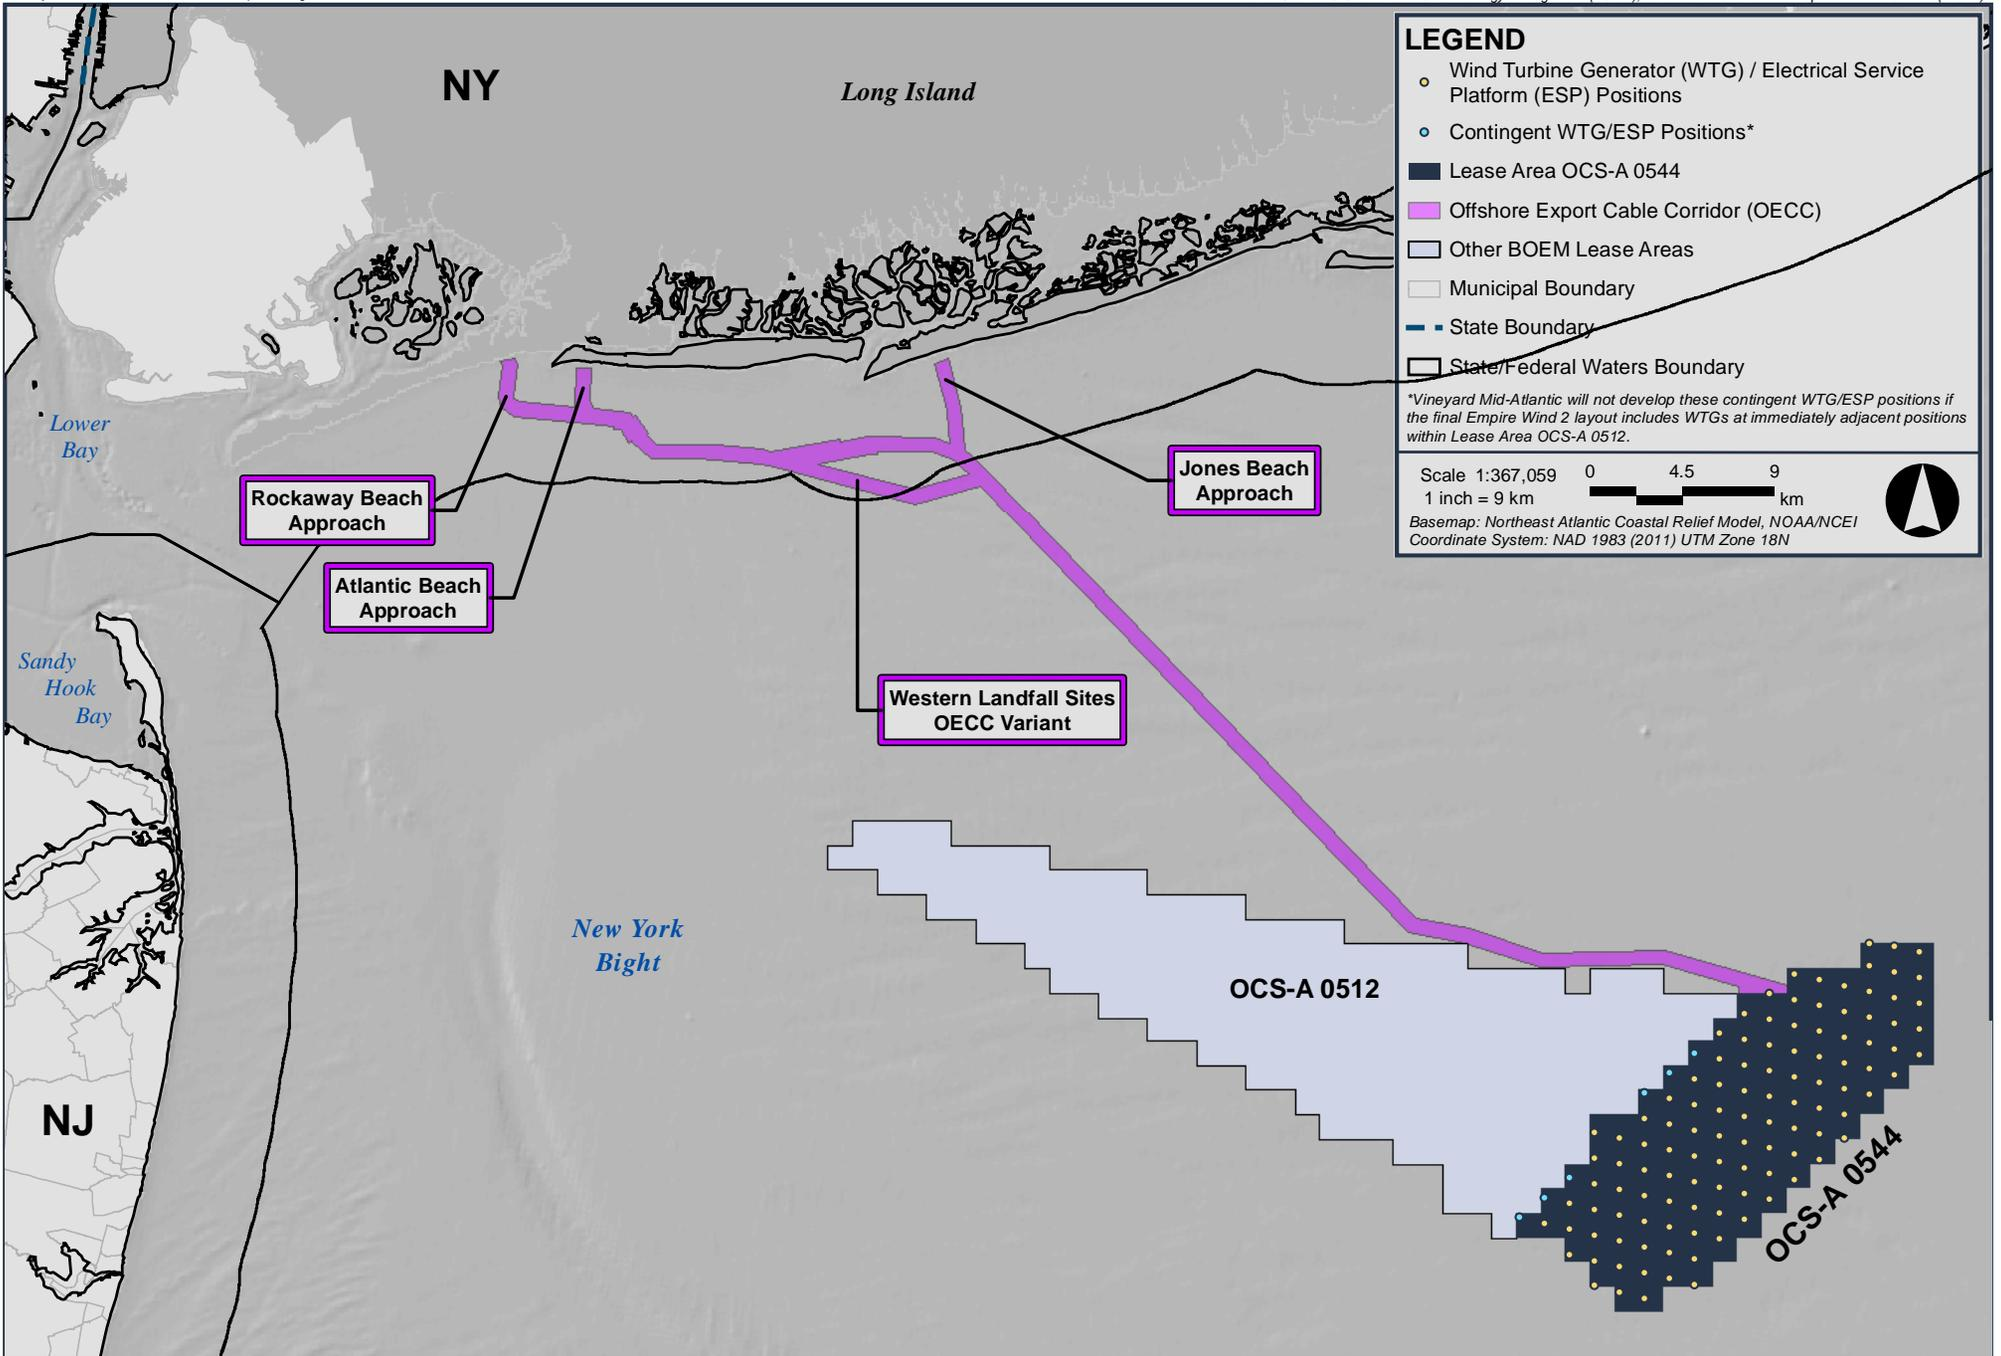 NY
Long Island
LEGEND
Wind Turbine Generator (WTG) / Electrical Service
Platform (ESP) Positions
Contingent WTG/ESP Positions*
Lease Area OCS-A 0544
Offshore Export Cable Corridor (OECC)
Other BOEM Lease Areas
Municipal Boundary
State Boundary
State/Federal Waters Boundary
*Vineyard Mid-Atlantic will not develop these contingent WTG/ESP positions if
the final Empire Wind 2 layout includes WTGs at immediately adjacent positions
within Lease Area OCS-A 0512.
Scale 1:367,059
1 inch = 9 km
0 4.5 9
km
Basemap: Northeast Atlantic Coastal Relief Model, NOAA/NCEI
Coordinate System: NAD 1983 (2011) UTM Zone 18N
Lower
Bay
Rockaway Beach
Approach
Jones Beach
Approach
Atlantic Beach
Approach
Sandy
Hook
Bay
Western Landfall Sites
OECC Variant
New York
Bight
OCS-A 0512
NJ
OCS-A 0544